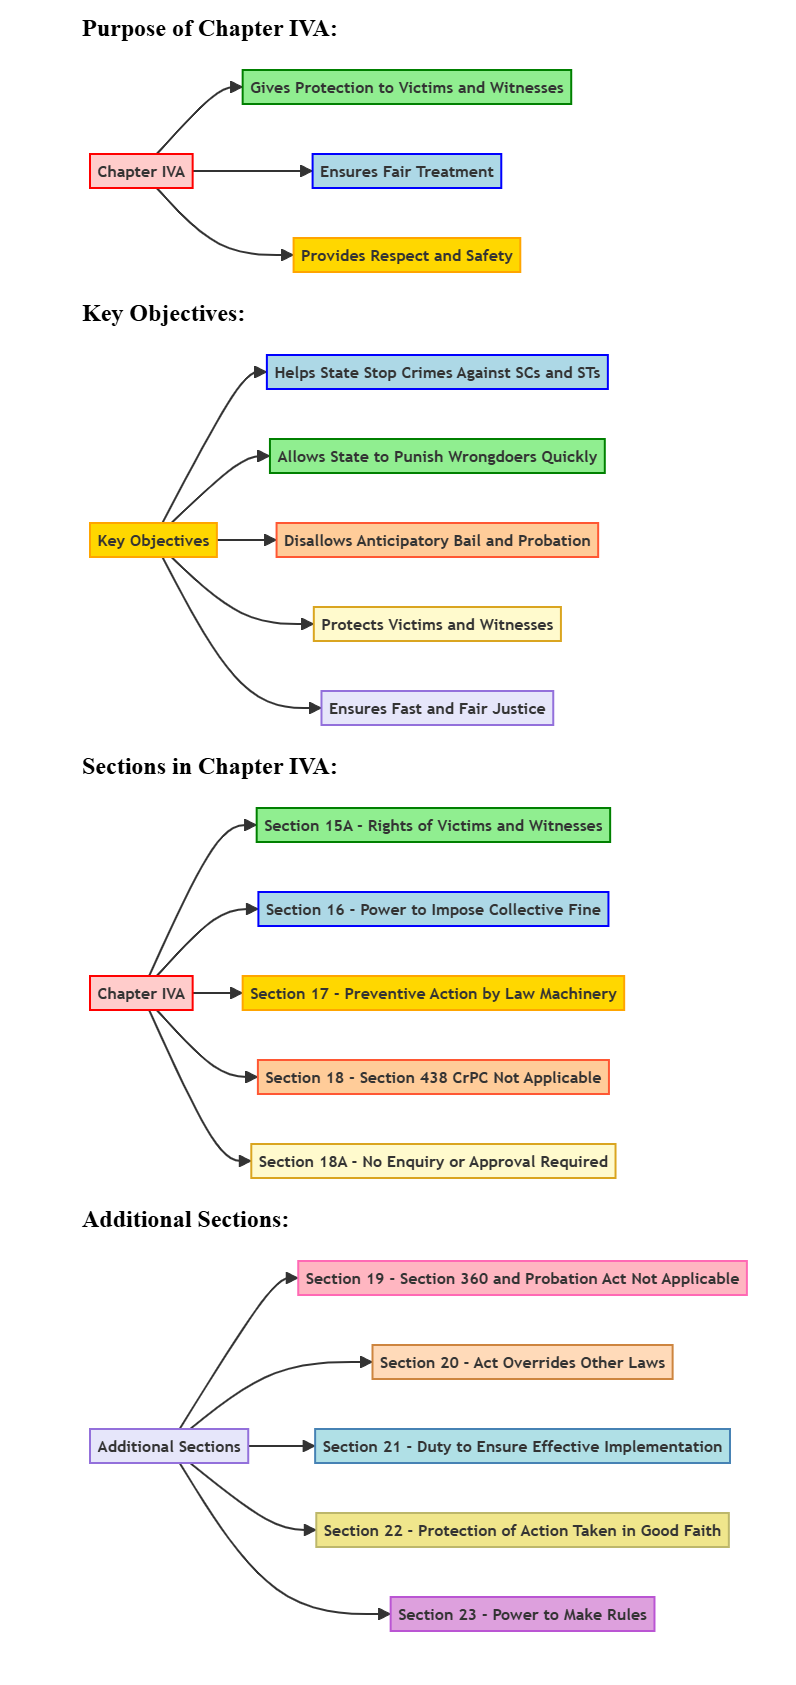 Purpose of Chapter IVA:
Gives Protection to Victims and Witnesses
Chapter IVA
Ensures Fair Treatment
Provides Respect and Safety
Key Objectives:
Helps State Stop Crimes Against SCs and STs
Allows State to Punish Wrongdoers Quickly
Key Objectives
Disallows Anticipatory Bail and Probation
Protects Victims and Witnesses
Ensures Fast and Fair Justice
Sections in Chapter IVA:
Section 15A - Rights of Victims and Witnesses
Section 16 - Power to Impose Collective Fine
Chapter IVA
Section 17 - Preventive Action by Law Machinery
Section 18 - Section 438 CrPC Not Applicable
Section 18A - No Enquiry or Approval Required
Additional Sections:
Section 19 - Section 360 and Probation Act Not Applicable
Section 20 - Act Overrides Other Laws
Additional Sections
Section 21 - Duty to Ensure Effective Implementation
Section 22 - Protection of Action Taken in Good Faith
Section 23 - Power to Make Rules